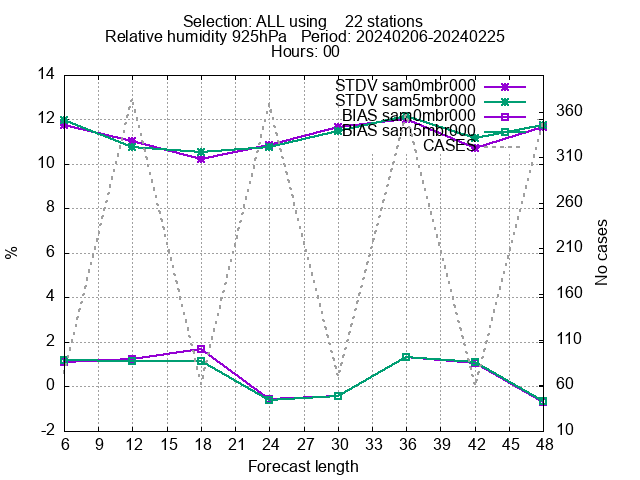 Selection: ALL using    22 stations
Relative humidity 925hPa   Period: 20240206-20240225
Hours: 00
STDV sam0mbr000
STDV sam5mbr000
BIAS sam0mbr000
BIAS sam5mbr000
CASES
14
12
10
8
6
4
2
0
-2
%
360
310
260
210
160
110
60
10
No cases
6 9 12 15 18 21 24 27 30 33 36 39 42 45 48
Forecast length